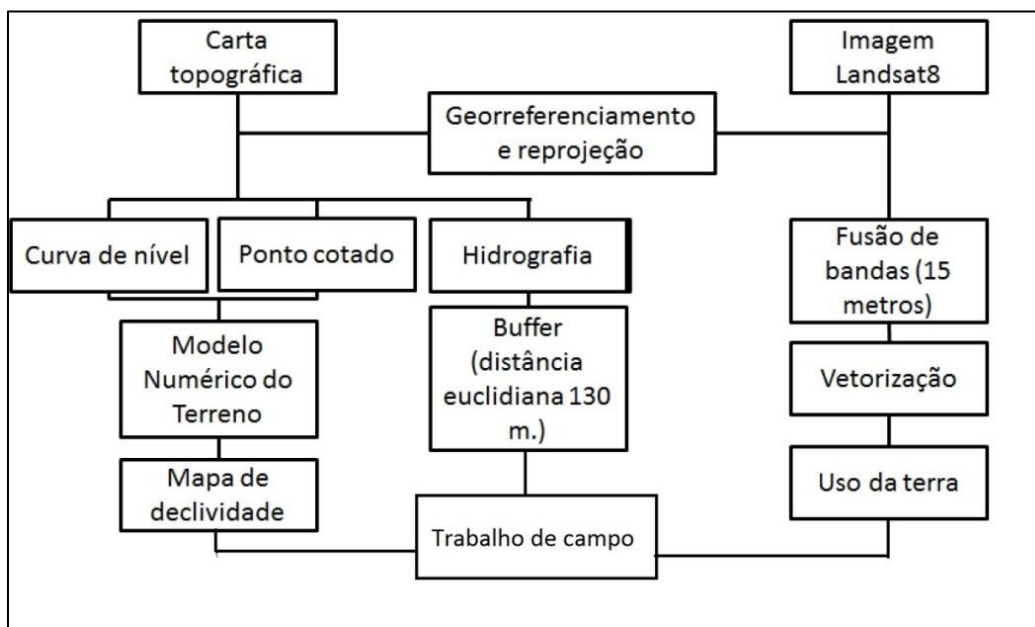 Carta
topográfica
Imagem
Landsat8
Georreferenciamento
e reprojeção
Curva de nível
Ponto cotado
Hidrografia
Fusão de
bandas (15
metros)
Modelo
Numérico do
Terreno
Buffer
(distância
euclidiana 130
m.)
Vetorização
Mapa de
declividade
Uso da terra
Trabalho de campo